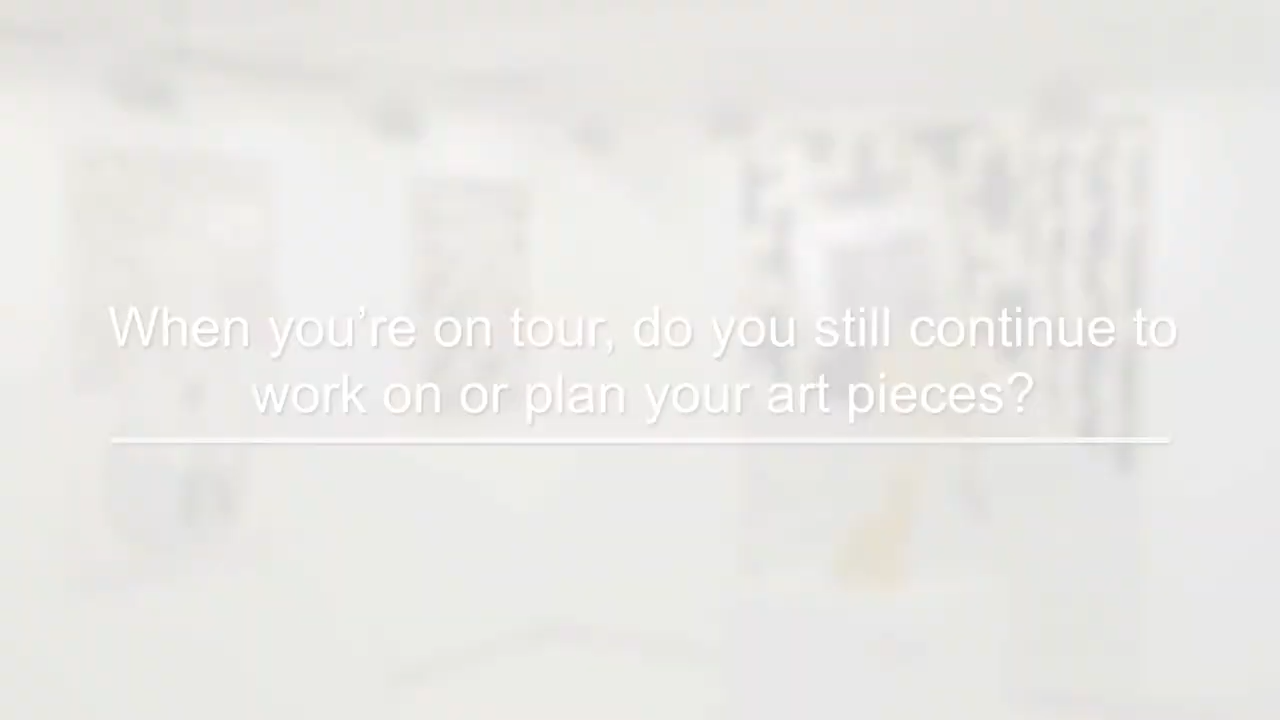 When you’re on tour, do you still continue to
work on or plan your art pieces?